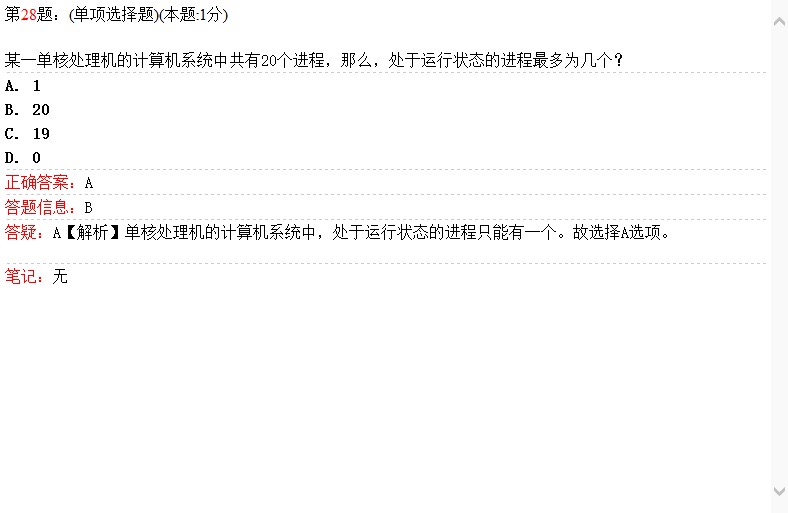 第28题：(单项选择题)(本题:1分)
某一单核处理机的计算机系统中共有20个进程，那么，处于运行状态的进程最多为几个？
A. 1
B. 20
C. 19
D. 0
正确答案：A
答题信息：B
答疑：A【解析】单核处理机的计算机系统中，处于运行状态的进程只能有一个。故选择A选项。
笔记：无